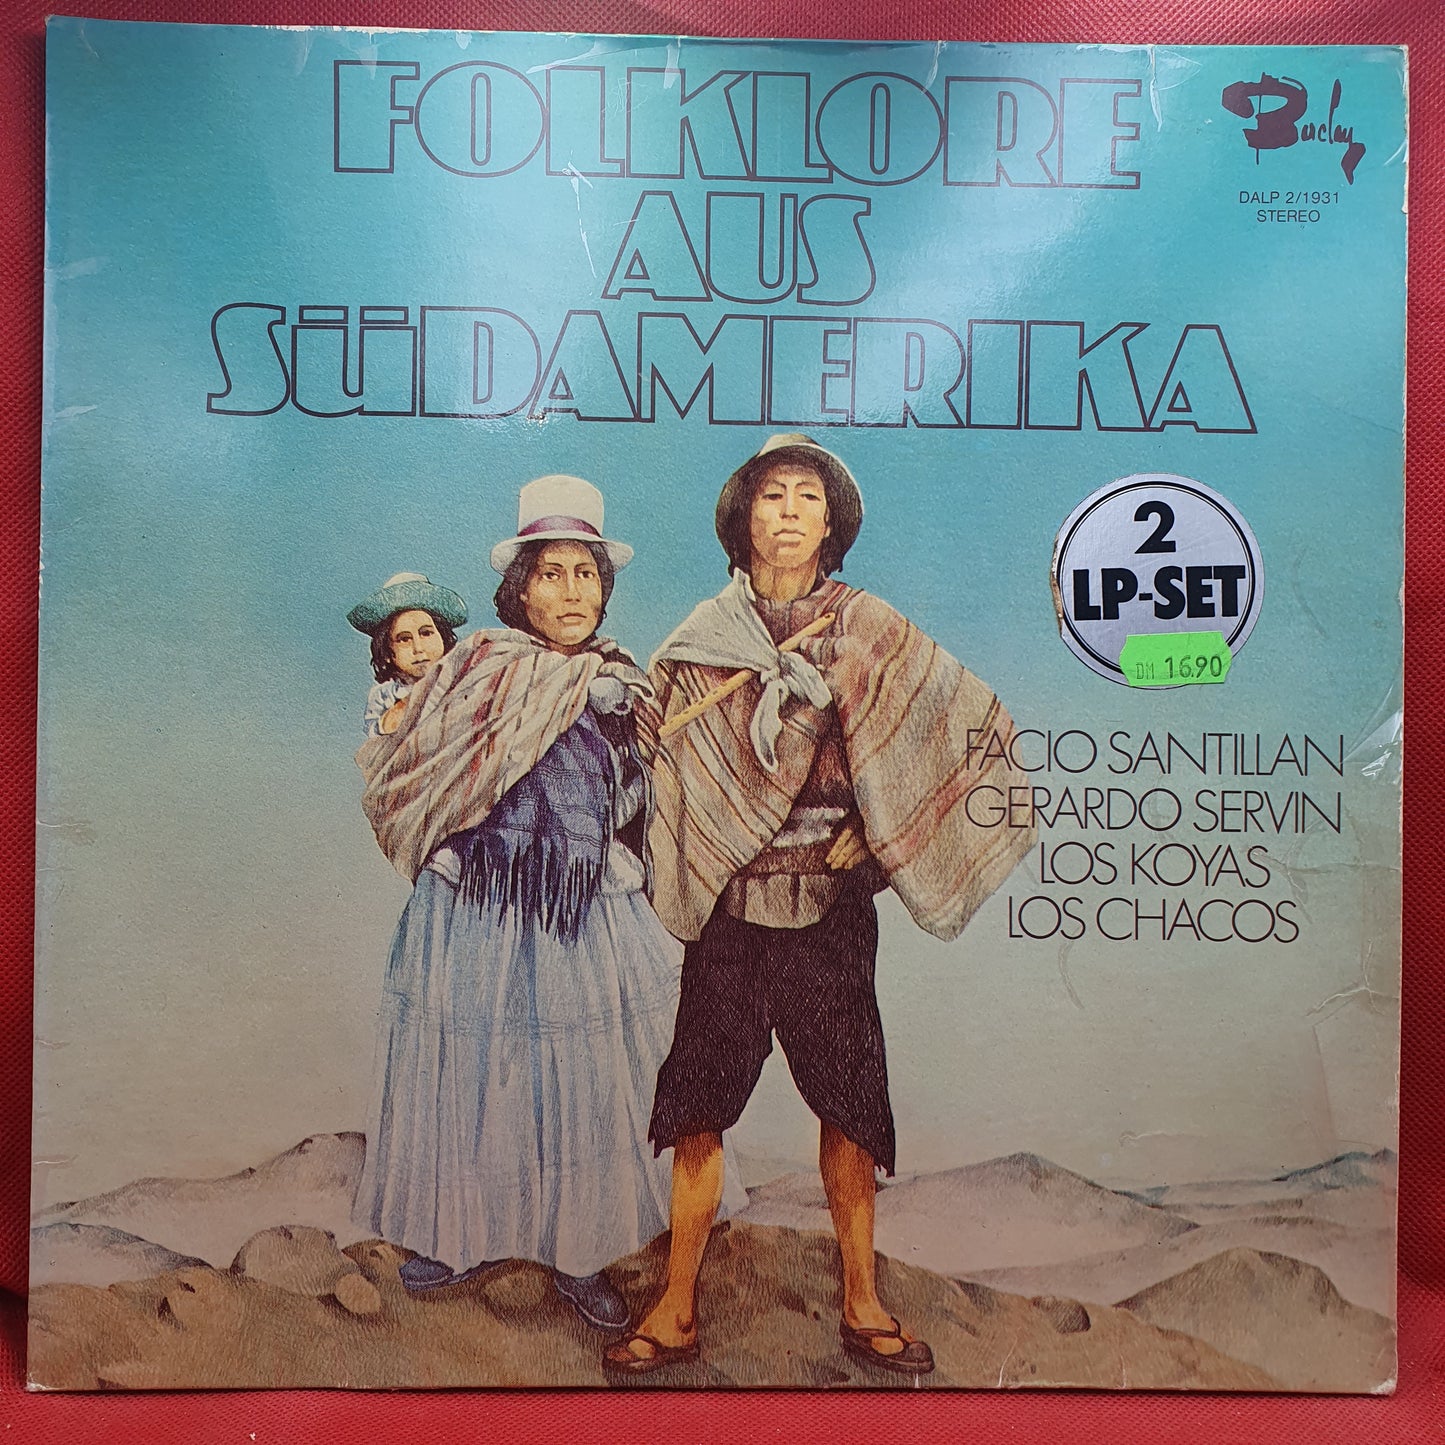 FOLKLORE
AUS
SÜDAMERIKA
Barclay
DALP 2/1931
STEREO
2
LP-SET
DM 16.90
FACIO SANTILLAN
GERARDO SERVIN
LOS KOYAS
LOS CHACOS